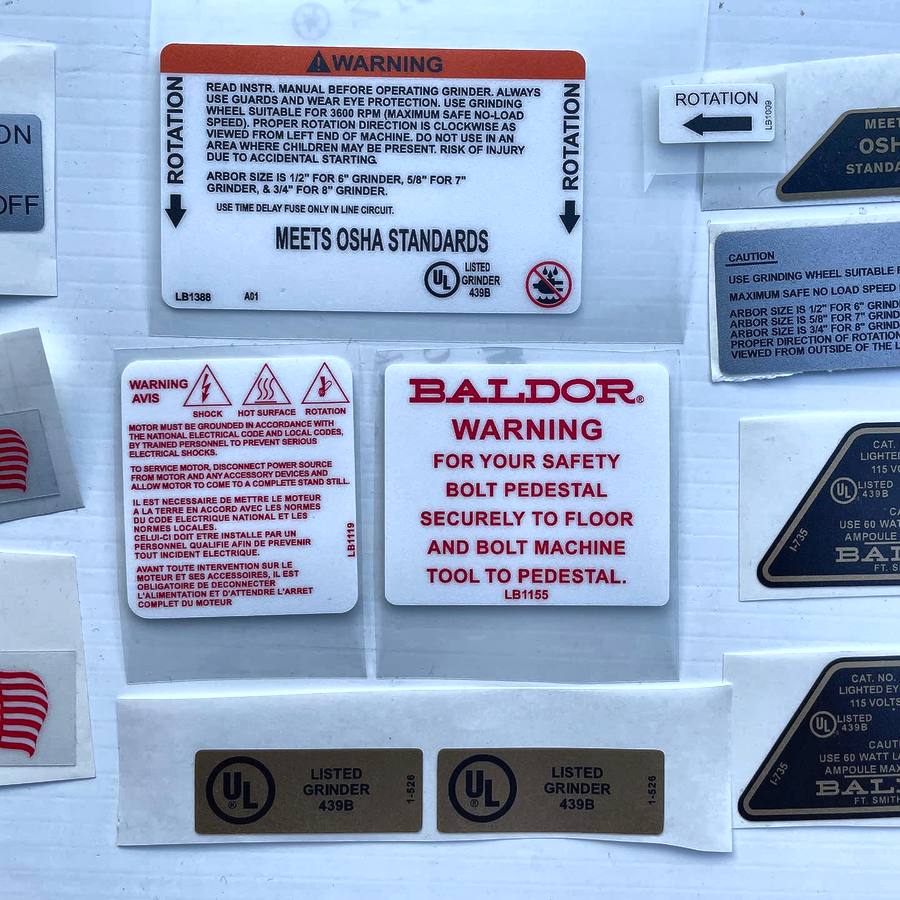 WARNING
READ INSTR. MANUAL BEFORE OPERATING GRINDER. ALWAYS
USE GUARDS AND WEAR EYE PROTECTION. USE GRINDING
WHEEL SUITABLE FOR 3600 RPM (MAXIMUM SAFE NO-LOAD
SPEED). PROPER ROTATION DIRECTION IS CLOCKWISE AS
VIEWED FROM LEFT END OF MACHINE. DO NOT USE IN AN
AREA WHERE CHILDREN MAY BE PRESENT. RISK OF INJURY
DUE TO ACCIDENTAL STARTING.
ARBOR SIZE IS 1/2" FOR 6" GRINDER, 5/8" FOR 7"
GRINDER, & 3/4" FOR 8" GRINDER.
USE TIME DELAY FUSE ONLY IN LINE CIRCUIT.
MEETS OSHA STANDARDS
UL
LISTED
GRINDER
439B
LB1388 A01
ROTATION
ROTATION
ROTATION
LB1009
ON
OFF
MEET
OSH
STANDA
CAUTION
USE GRINDING WHEEL SUITABLE
MAXIMUM SAFE NO LOAD SPEED
ARBOR SIZE IS 1/2" FOR 6" GRIND
ARBOR SIZE IS 5/8" FOR 7" GRIND
ARBOR SIZE IS 3/4" FOR 8" GRIND
PROPER DIRECTION OF ROTATION
VIEWED FROM OUTSIDE OF THE
WARNING
AVIS
SHOCK HOT SURFACE ROTATION
MOTOR MUST BE GROUNDED IN ACCORDANCE WITH
THE NATIONAL ELECTRICAL CODE AND LOCAL CODES,
BY TRAINED PERSONNEL TO PREVENT SERIOUS
ELECTRICAL SHOCKS.
TO SERVICE MOTOR, DISCONNECT POWER SOURCE
FROM MOTOR AND ANY ACCESSORY DEVICES AND
ALLOW MOTOR TO COME TO A COMPLETE STAND STILL.
IL EST NECESSAIRE DE METTRE LE MOTEUR
A LA TERRE EN ACCORD AVEC LES NORMES
DU CODE ELECTRIQUE NATIONAL ET LES
NORMES LOCALES.
CELUI-CI DOIT ETRE INSTALLE PAR UN
PERSONNEL QUALIFIE AFIN DE PREVENIR
TOUT INCIDENT ELECTRIQUE.
AVANT TOUTE INTERVENTION SUR LE
MOTEUR ET SES ACCESSOIRES, IL EST
OBLIGATOIRE DE DECONNECTER
L'ALIMENTATION ET D'ATTENDRE L'ARRET
COMPLET DU MOTEUR
LB1119
BALDOR®
WARNING
FOR YOUR SAFETY
BOLT PEDESTAL
SECURELY TO FLOOR
AND BOLT MACHINE
TOOL TO PEDESTAL.
LB1155
CAT.
LIGHTED
115 VO
UL LISTED
439B
CA
USE 60 WATT
AMPOULE
BALD
FT. S
I-735
CAT. NO.
LIGHTED EY
115 VOLTS
UL LISTED
439B
CAUT
USE 60 WATT LA
AMPOULE MAX
BALD
FT. SMITH
I-735
UL ®
LISTED
GRINDER
439B
1-526
UL ®
LISTED
GRINDER
439B
1-526